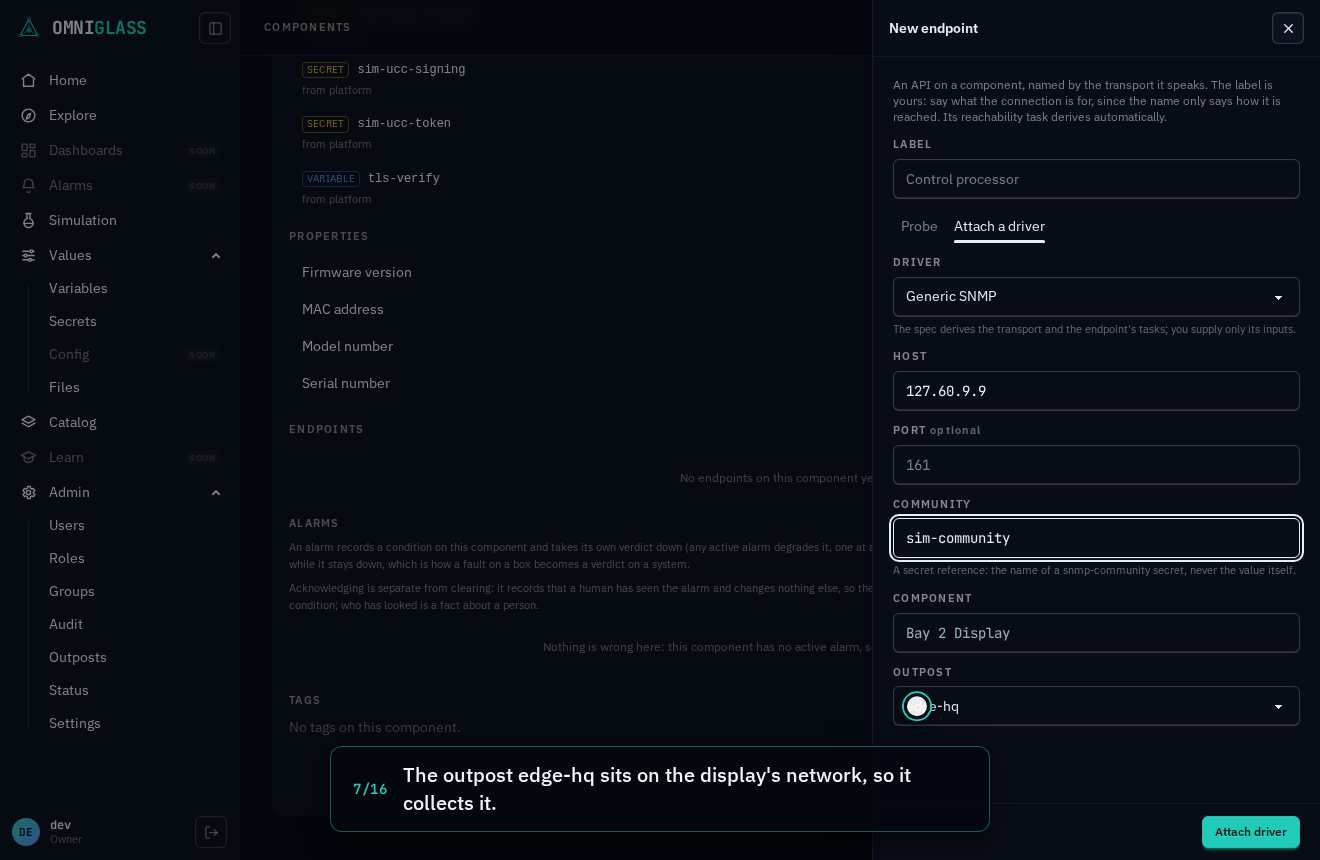 OMNIGLASS
Home
Explore
Dashboards SOON
Alarms SOON
Simulation
Values
Variables
Secrets
Config SOON
Files
Catalog
Learn SOON
Admin
Users
Roles
Groups
Audit
Outposts
Status
Settings
DE dev
Owner
COMPONENTS
SECRET sim-ucc-signing
from platform
SECRET sim-ucc-token
from platform
VARIABLE tls-verify
from platform
PROPERTIES
Firmware version
MAC address
Model number
Serial number
ENDPOINTS
No endpoints on this component ye
ALARMS
An alarm records a condition on this component and takes its own verdict down (any active alarm degrades it, one at a
while it stays down, which is how a fault on a box becomes a verdict on a system.
Acknowledging is separate from clearing: it records that a human has seen the alarm and changes nothing else, so the
condition; who has looked is a fact about a person.
Nothing is wrong here: this component has no active alarm, s
TAGS
No tags on this component.
New endpoint
An API on a component, named by the transport it speaks. The label is
yours: say what the connection is for, since the name only says how it is
reached. Its reachability task derives automatically.
LABEL
Control processor
Probe Attach a driver
DRIVER
Generic SNMP
The spec derives the transport and the endpoint's tasks; you supply only its inputs.
HOST
127.60.9.9
PORT optional
161
COMMUNITY
sim-community
A secret reference: the name of a snmp-community secret, never the value itself.
COMPONENT
Bay 2 Display
OUTPOST
edge-hq
Attach driver
7/16 The outpost edge-hq sits on the display's network, so it
collects it.